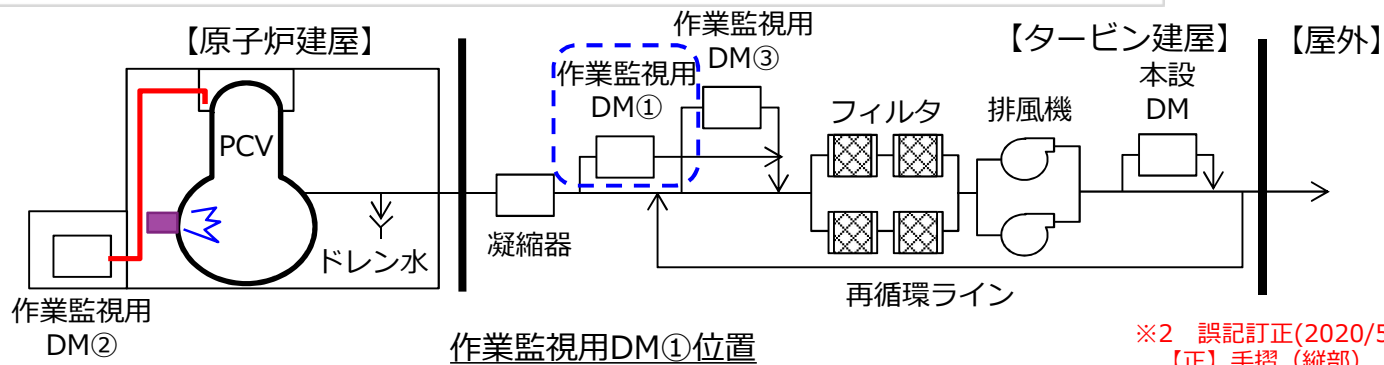 【原子炉建屋】
作業監視用
DM③
【タービン建屋】
【屋外】
作業監視用
DM①
フィルタ
排風機
本設
DM
PCV
凝縮器
ドレン水
再循環ライン
作業監視用
DM②
作業監視用DM①位置
※2 誤記訂正(2020/5
【正】手摺（縦部）